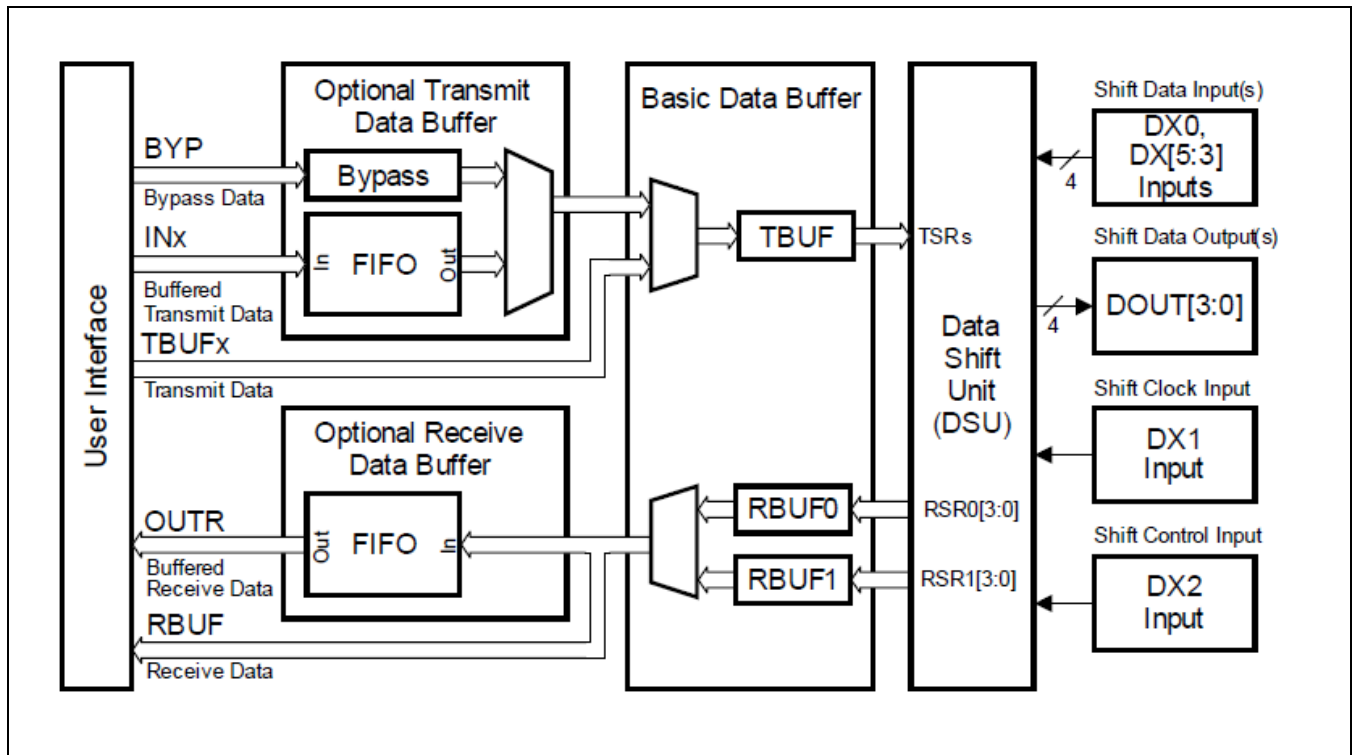 User Interface
Optional Transmit
Data Buffer
BYP
Bypass Data
Bypass
INx
Buffered
Transmit Data
In
FIFO
Out
TBUFx
Transmit Data
Basic Data Buffer
TBUF
TSRs
Data
Shift
Unit
(DSU)
Optional Receive
Data Buffer
OUTR
Buffered
Receive Data
Out
FIFO
In
RBUF
Receive Data
RBUF0
RBUF1
RSR0[3:0]
RSR1[3:0]
Shift Data Input(s)
DX0,
DX[5:3]
Inputs
4
Shift Data Output(s)
DOUT[3:0]
4
Shift Clock Input
DX1
Input
Shift Control Input
DX2
Input